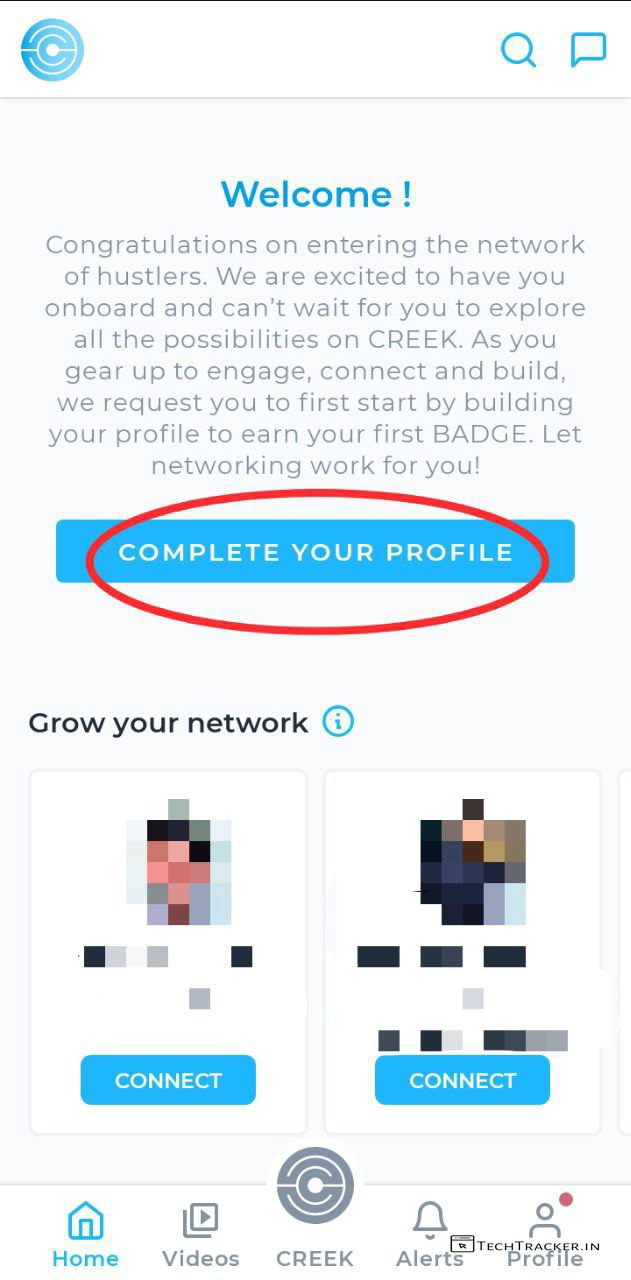 Welcome !
Congratulations on entering the network
of hustlers. We are excited to have you
onboard and can’t wait for you to explore
all the possibilities on CREEK. As you
gear up to engage, connect and build,
we request you to first start by building
your profile to earn your first BADGE. Let
networking work for you!
COMPLETE YOUR PROFILE
Grow your network
CONNECT CONNECT
Home Videos CREEK Alerts Profile
TECHTRACKER.IN